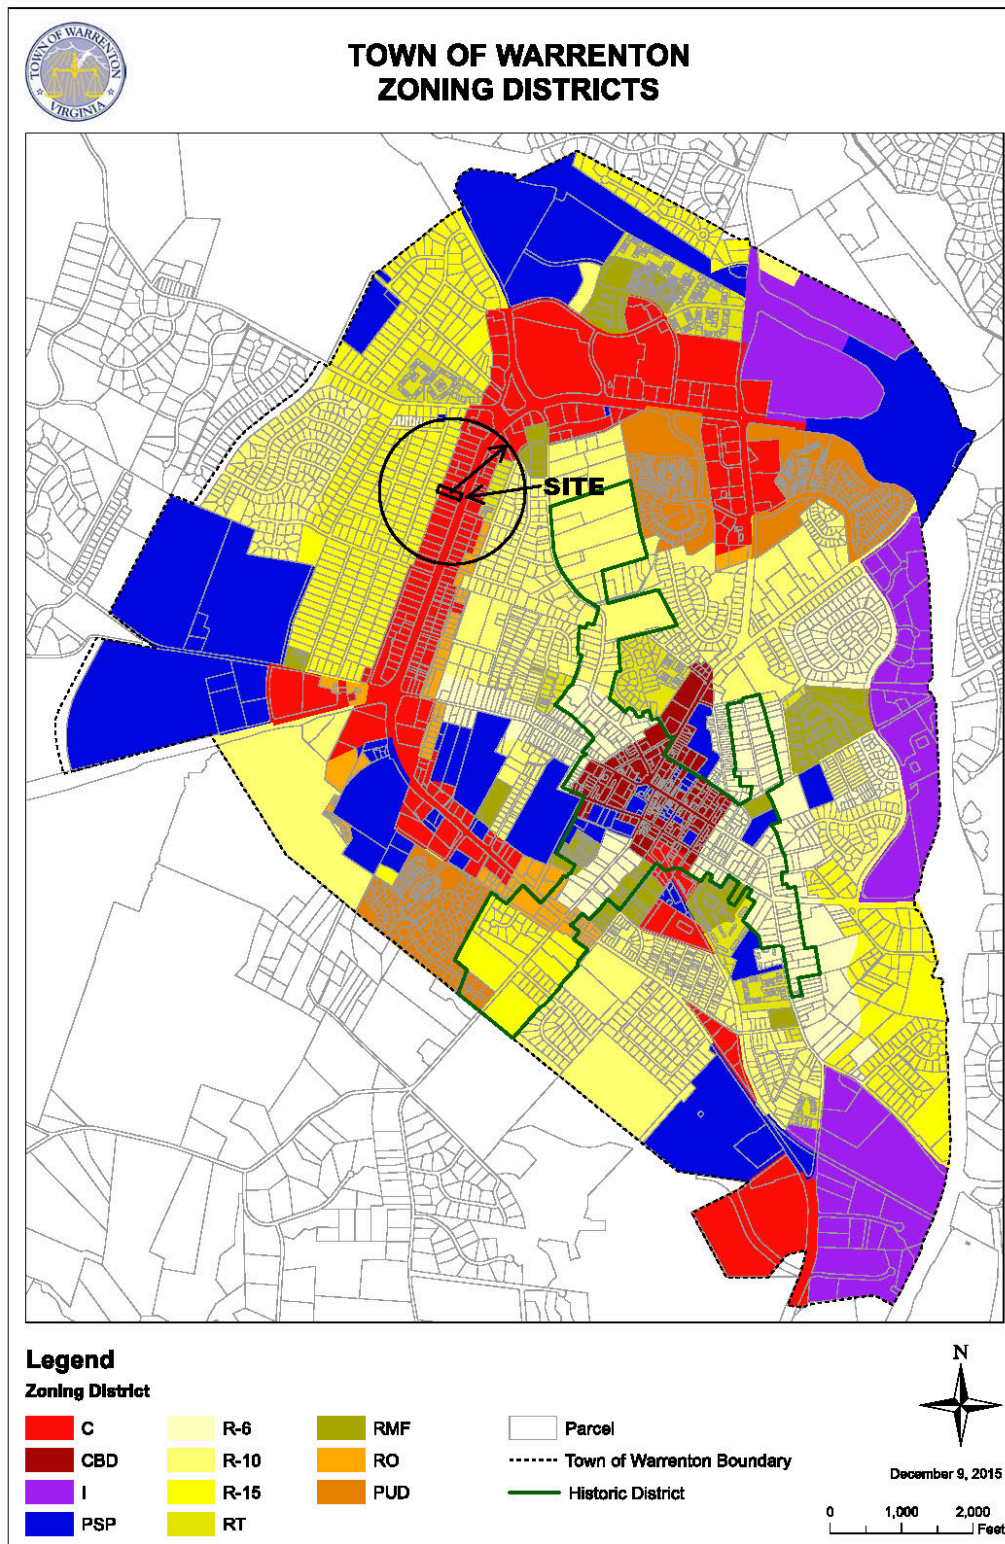 TOWN OF WARRENTON
VIRGINIA
TOWN OF WARRENTON
ZONING DISTRICTS
SITE
Legend
Zoning District
C
CBD
I
PSP
R-6
R-10
R-15
RT
RMF
RO
PUD
Parcel
Town of Warrenton Boundary
Historic District
N
December 9, 2015
0 1,000 2,000
Feet